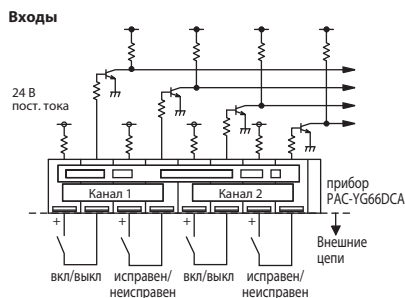 Входы
24 В
пост. тока
Канал 1
Канал 2
прибор
PAC-YG66DCA
+
+
+
+
Внешние
цепи
вкл/выкл
исправен/
неисправен
вкл/выкл
исправен/
неисправен